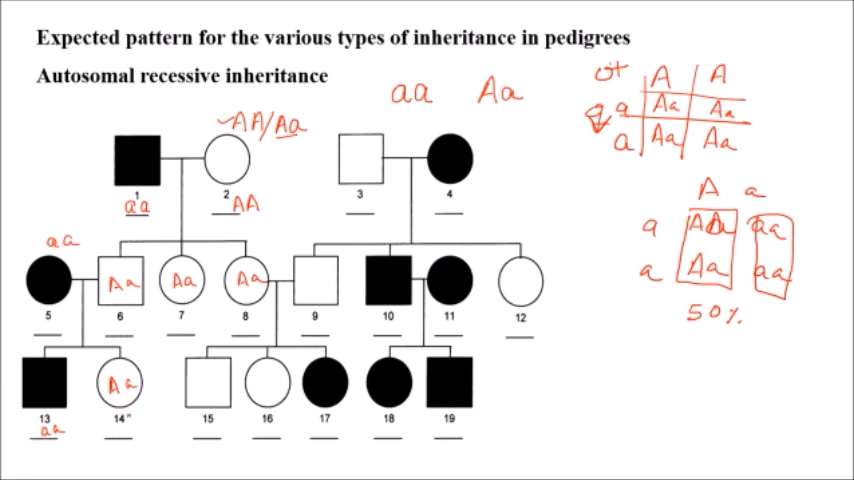 Expected pattern for the various types of inheritance in pedigrees
Autosomal recessive inheritance
aa Aa
A A
a Aa Aa
a Aa Aa
AA/Aa
1 2 3 4
aa AA
A a
a Aa aa
a Aa aa
50%
aa
Aa Aa Aa
5 6 7 8 9 10 11 12
Aa
13 14 15 16 17 18 19
aa